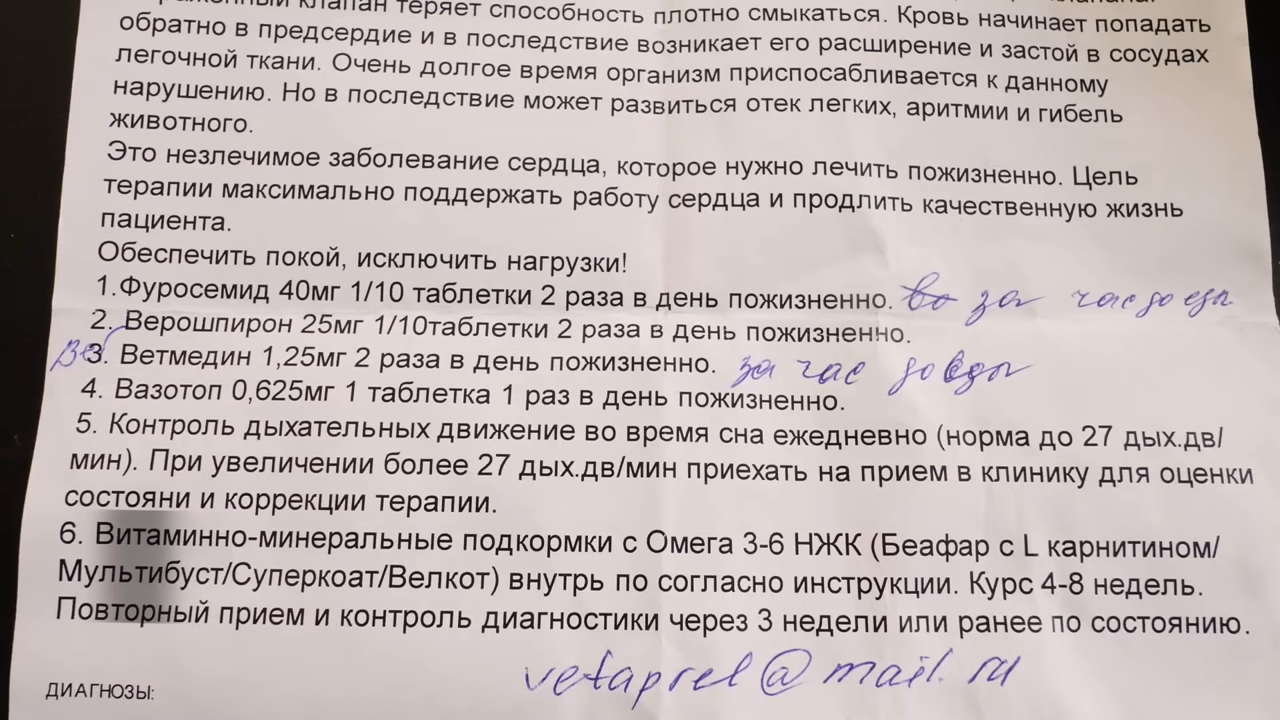 клапан теряет способность плотно смыкаться. Кровь начинает попадать
обратно в предсердие и в последствие возникает его расширение и застой в сосудах
легочной ткани. Очень долгое время организм приспосабливается к данному
нарушению. Но в последствие может развиться отек легких, аритмии и гибель
животного.
Это незлечимое заболевание сердца, которое нужно лечить пожизненно. Цель
терапии максимально поддержать работу сердца и продлить качественную жизнь
пациента.
Обеспечить покой, исключить нагрузки!
1.Фуросемид 40мг 1/10 таблетки 2 раза в день пожизненно. за час до еды
2. Верошпирон 25мг 1/10таблетки 2 раза в день пожизненно.
3. Ветмедин 1,25мг 2 раза в день пожизненно. за час до еды
4. Вазотоп 0,625мг 1 таблетка 1 раз в день пожизненно.
5. Контроль дыхательных движение во время сна ежедневно (норма до 27 дых.дв/
мин). При увеличении более 27 дых.дв/мин приехать на прием в клинику для оценки
состояни и коррекции терапии.
6. Витаминно-минеральные подкормки с Омега 3-6 НЖК (Беафар с L карнитином/
Мультибуст/Суперкоат/Велкот) внутрь по согласно инструкции. Курс 4-8 недель.
Повторный прием и контроль диагностики через 3 недели или ранее по состоянию.
vetaprel@mail.ru
ДИАГНОЗЫ: